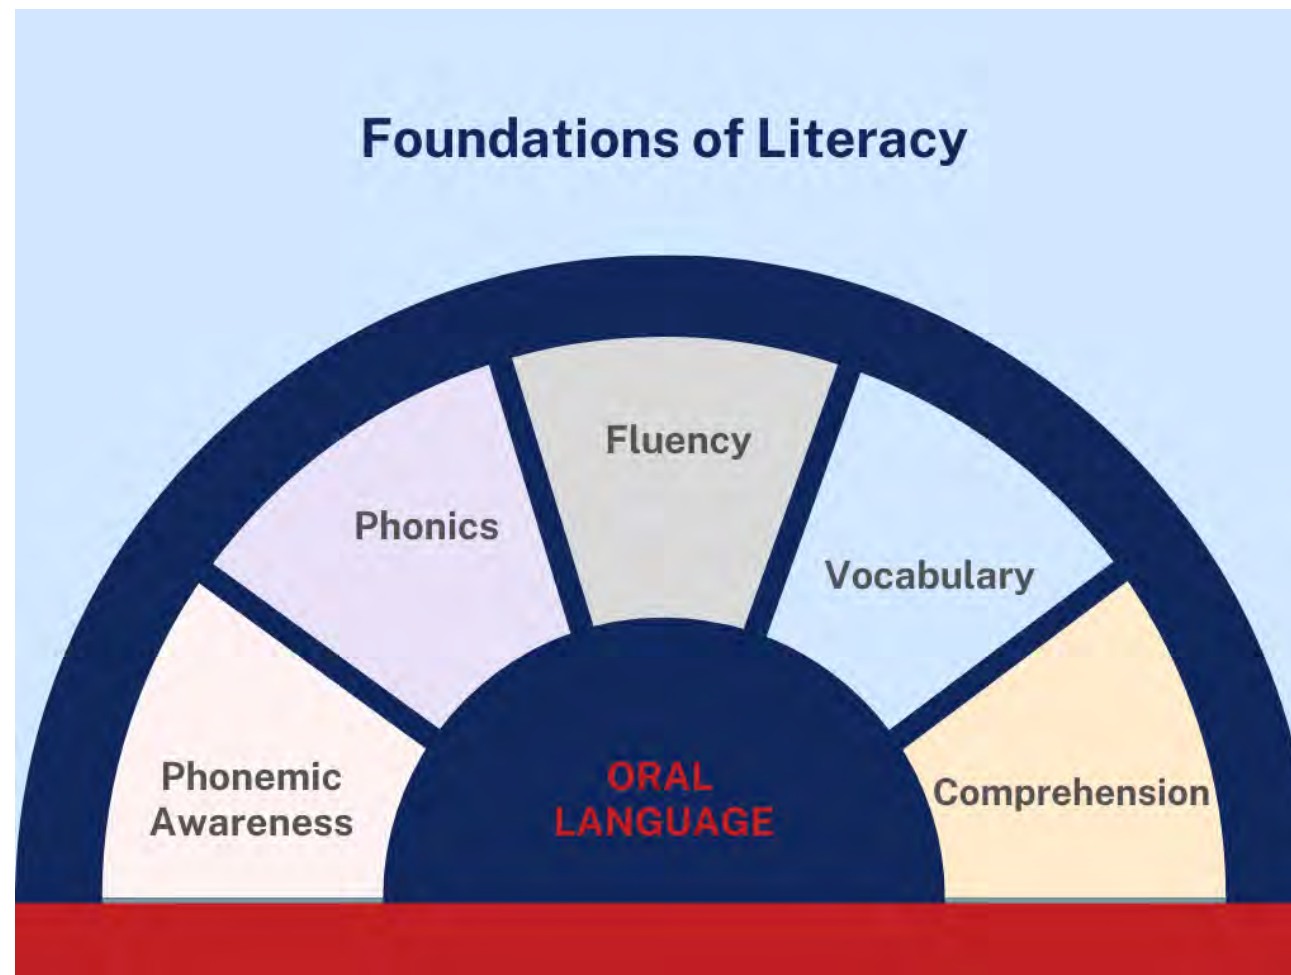 Foundations of Literacy
Fluency
Phonics
Vocabulary
Phonemic
Awareness
ORAL
LANGUAGE
Comprehension